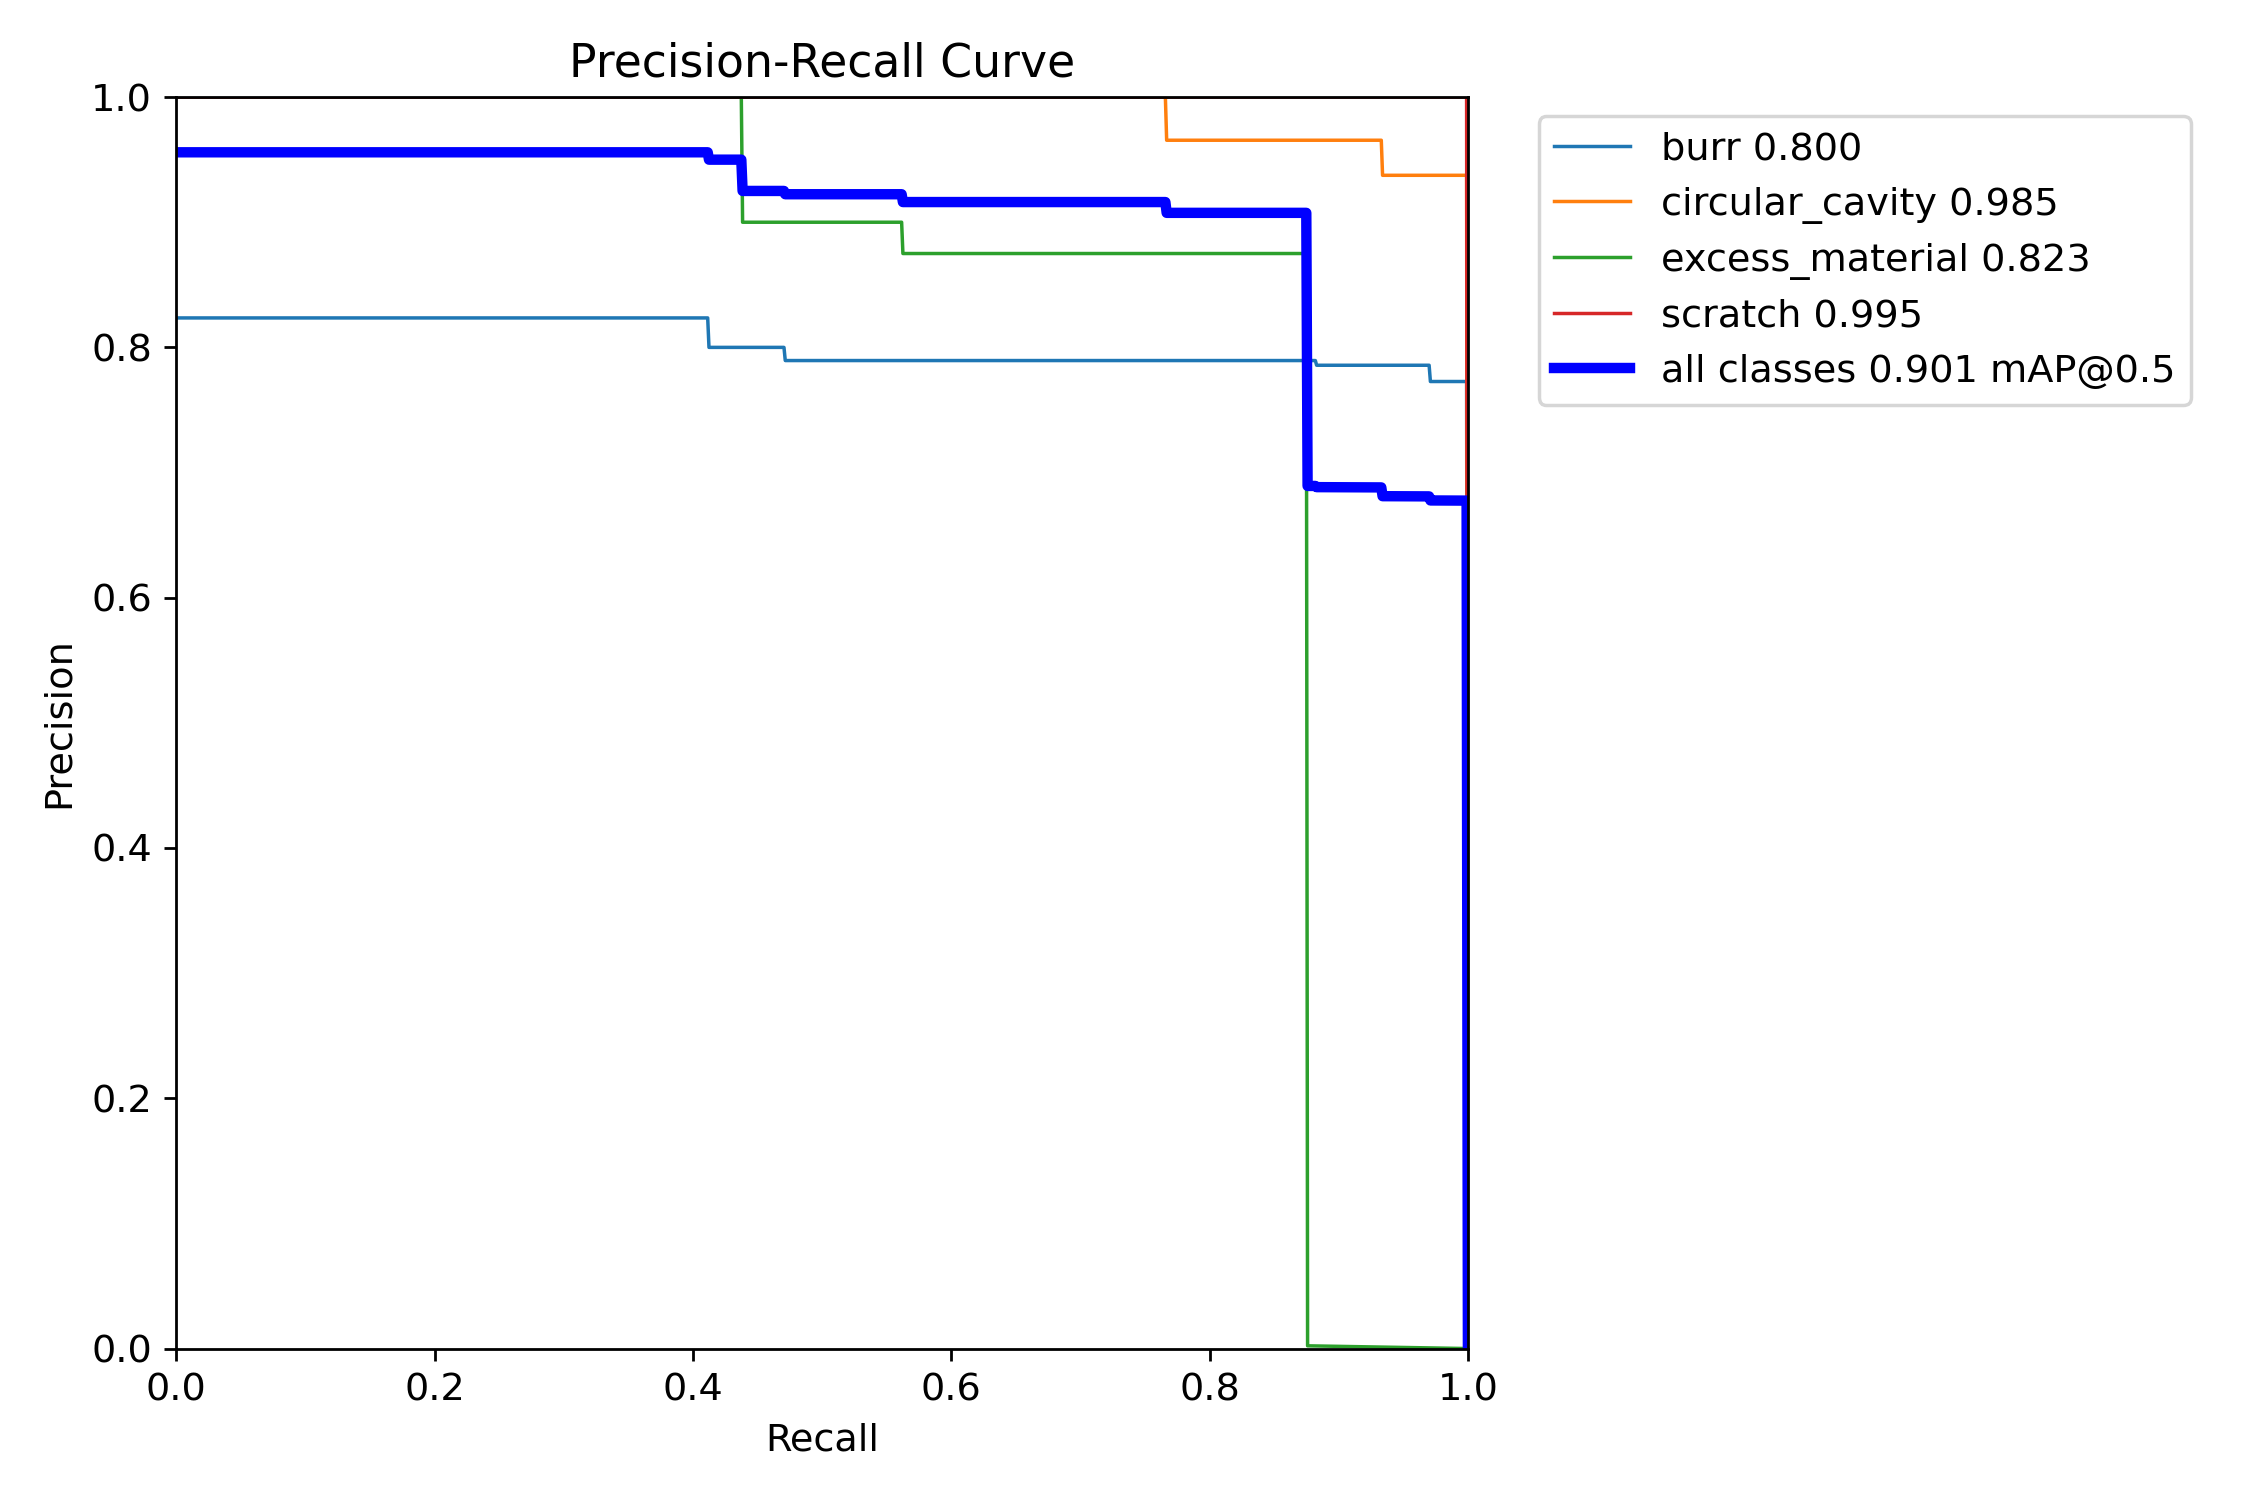 Precision-Recall Curve
1.0
0.8
0.6
0.4
0.2
0.0
Precision
0.0 0.2 0.4 0.6 0.8 1.0
Recall
burr 0.800
circular_cavity 0.985
excess_material 0.823
scratch 0.995
all classes 0.901 mAP@0.5